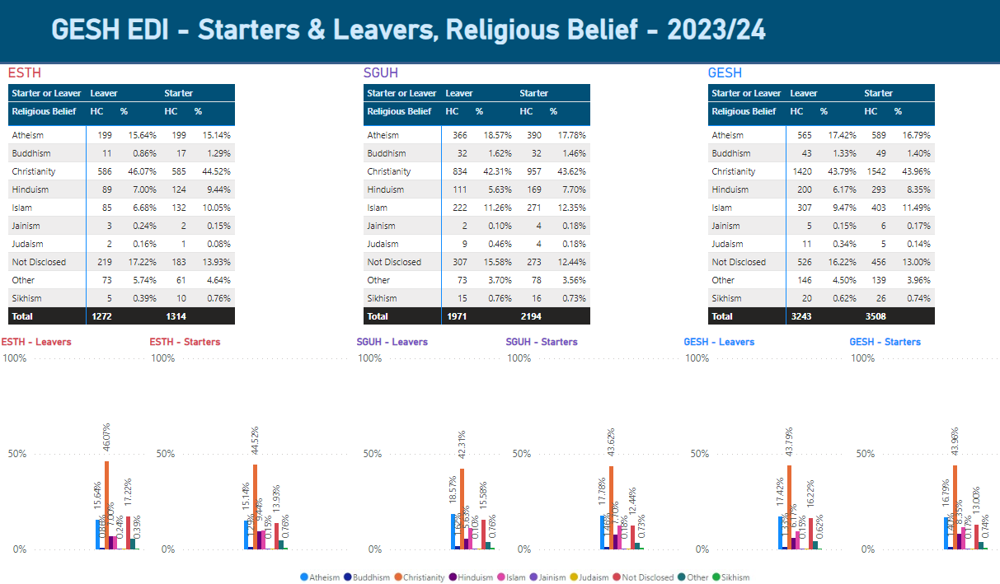 GESH EDI - Starters & Leavers, Religious Belief - 2023/24
ESTH
Starter or Leaver Leaver Starter
Religious Belief HC % HC %
Atheism 199 15.64% 199 15.14%
Buddhism 11 0.86% 17 1.29%
Christianity 586 46.07% 585 44.52%
Hinduism 89 7.00% 124 9.44%
Islam 85 6.68% 132 10.05%
Jainism 3 0.24% 2 0.15%
Judaism 2 0.16% 1 0.08%
Not Disclosed 219 17.22% 183 13.93%
Other 73 5.74% 61 4.64%
Sikhism 5 0.39% 10 0.76%
Total 1272 1314
SGUH
Starter or Leaver Leaver Starter
Religious Belief HC % HC %
Atheism 366 18.57% 390 17.78%
Buddhism 32 1.62% 32 1.46%
Christianity 834 42.31% 957 43.62%
Hinduism 111 5.63% 169 7.70%
Islam 222 11.26% 271 12.35%
Jainism 2 0.10% 4 0.18%
Judaism 9 0.46% 4 0.18%
Not Disclosed 307 15.58% 273 12.44%
Other 73 3.70% 78 3.56%
Sikhism 15 0.76% 16 0.73%
Total 1971 2194
GESH
Starter or Leaver Leaver Starter
Religious Belief HC % HC %
Atheism 565 17.42% 589 16.79%
Buddhism 43 1.33% 49 1.40%
Christianity 1420 43.79% 1542 43.96%
Hinduism 200 6.17% 293 8.35%
Islam 307 9.47% 403 11.49%
Jainism 5 0.15% 6 0.17%
Judaism 11 0.34% 5 0.14%
Not Disclosed 526 16.22% 456 13.00%
Other 146 4.50% 139 3.96%
Sikhism 20 0.62% 26 0.74%
Total 3243 3508
ESTH - Leavers
100%
50%
0%
15.64%
0.86%
46.07%
7.00%
0.24%
17.22%
0.39%
ESTH - Starters
100%
50%
0%
15.14%
1.29%
44.52%
9.44%
0.15%
13.93%
0.76%
SGUH - Leavers
100%
50%
0%
18.57%
1.62%
42.31%
5.63%
0.10%
15.58%
0.76%
SGUH - Starters
100%
50%
0%
17.78%
1.46%
43.62%
7.70%
0.18%
12.44%
0.73%
GESH - Leavers
100%
50%
0%
17.42%
1.33%
43.79%
6.17%
0.15%
16.22%
0.62%
GESH - Starters
100%
50%
0%
16.79%
1.40%
43.96%
8.35%
0.17%
13.00%
0.74%
Atheism Buddhism Christianity Hinduism Islam Jainism Judaism Not Disclosed Other Sikhism